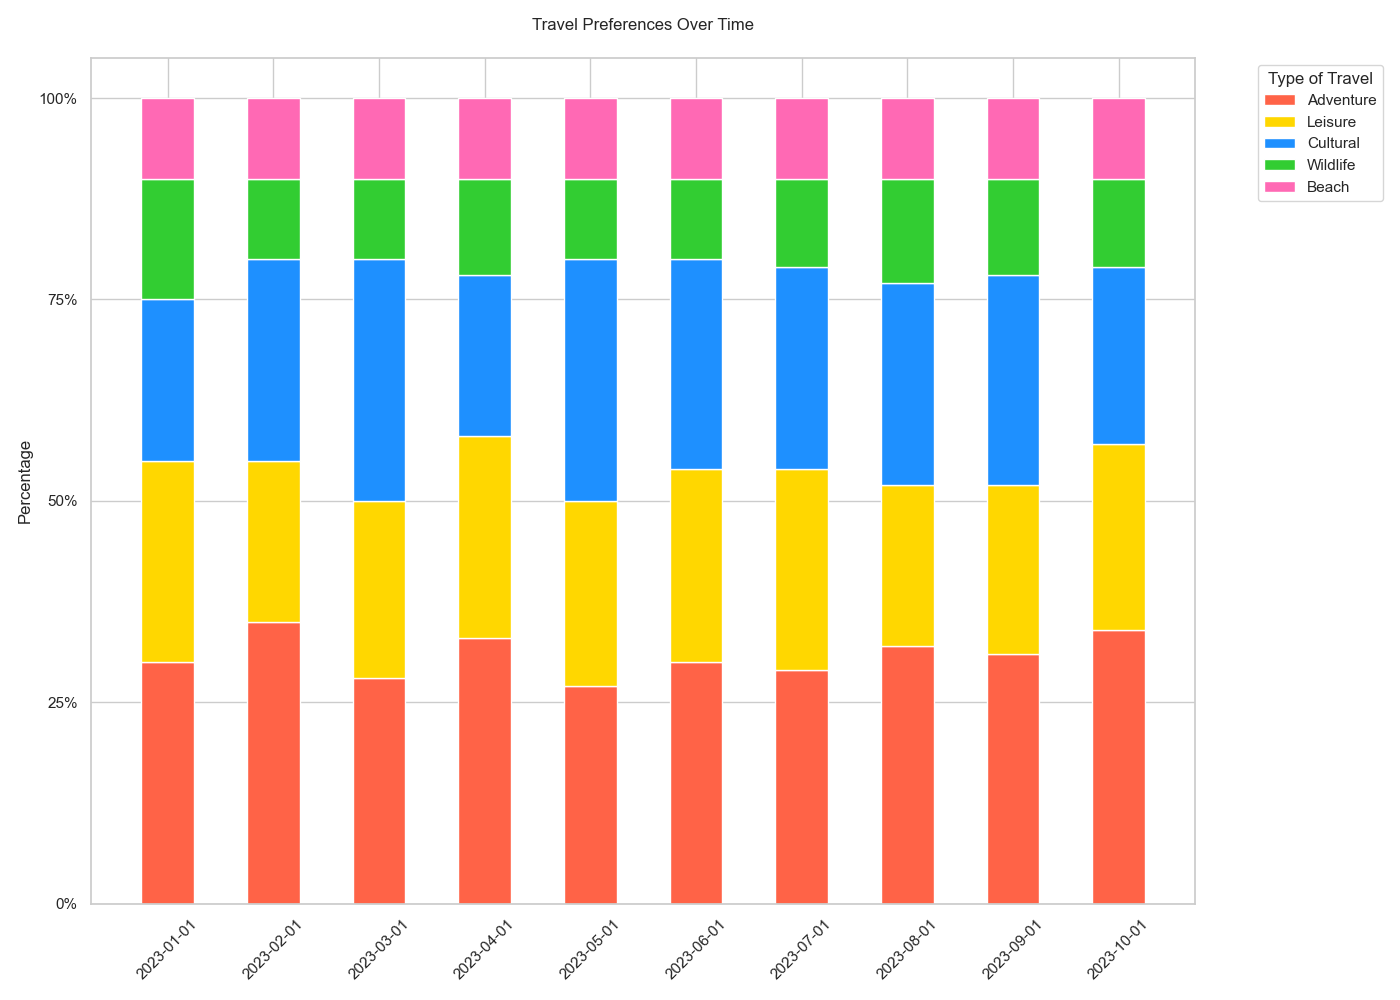 Travel Preferences Over Time
Type of Travel
Adventure
Leisure
Cultural
Wildlife
Beach
Percentage
100%
75%
50%
25%
0%
2023-01-01
2023-02-01
2023-03-01
2023-04-01
2023-05-01
2023-06-01
2023-07-01
2023-08-01
2023-09-01
2023-10-01